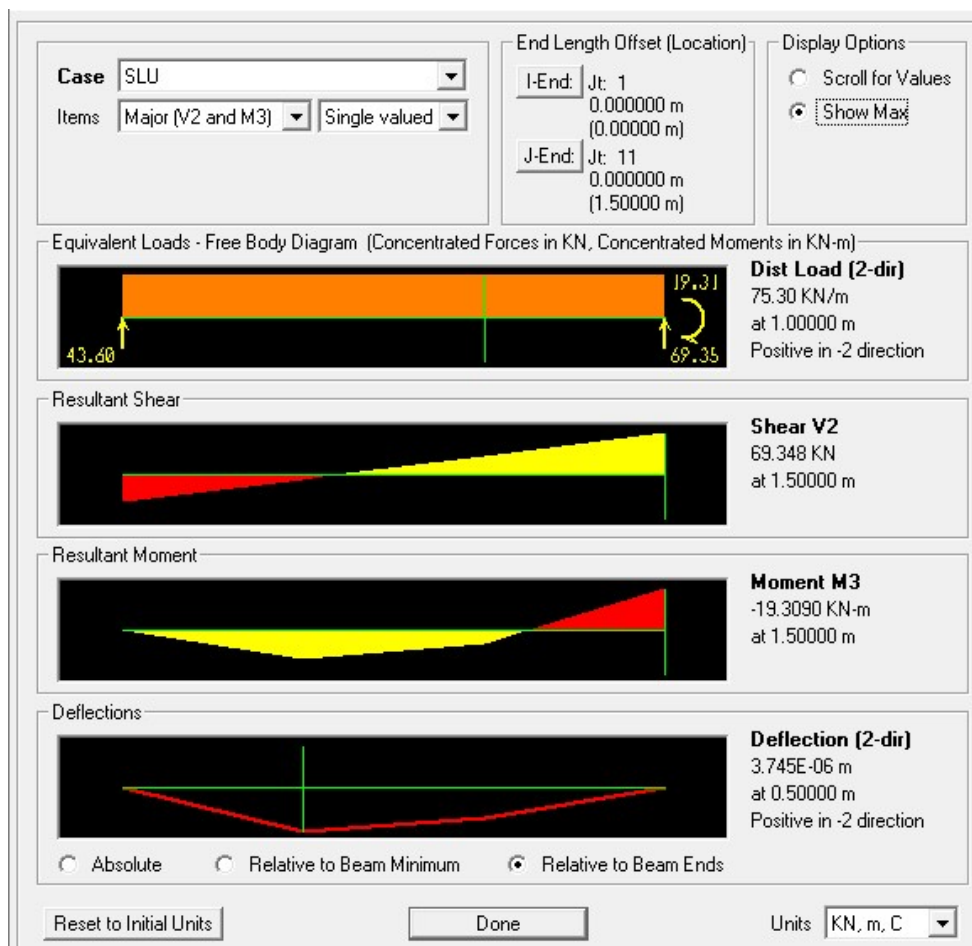 Case SLU
Items Major (V2 and M3) Single valued
End Length Offset (Location)
I-End: Jt: 1
0.000000 m
(0.00000 m)
J-End: Jt: 11
0.000000 m
(1.50000 m)
Display Options
Scroll for Values
Show Max
Equivalent Loads - Free Body Diagram (Concentrated Forces in KN, Concentrated Moments in KN-m)
43.60
19.31
69.35
Dist Load (2-dir)
75.30 KN/m
at 1.00000 m
Positive in -2 direction
Resultant Shear
Shear V2
69.348 KN
at 1.50000 m
Resultant Moment
Moment M3
-19.3090 KN-m
at 1.50000 m
Deflections
Deflection (2-dir)
3.745E-06 m
at 0.50000 m
Positive in -2 direction
Absolute Relative to Beam Minimum Relative to Beam Ends
Reset to Initial Units Done Units KN, m, C